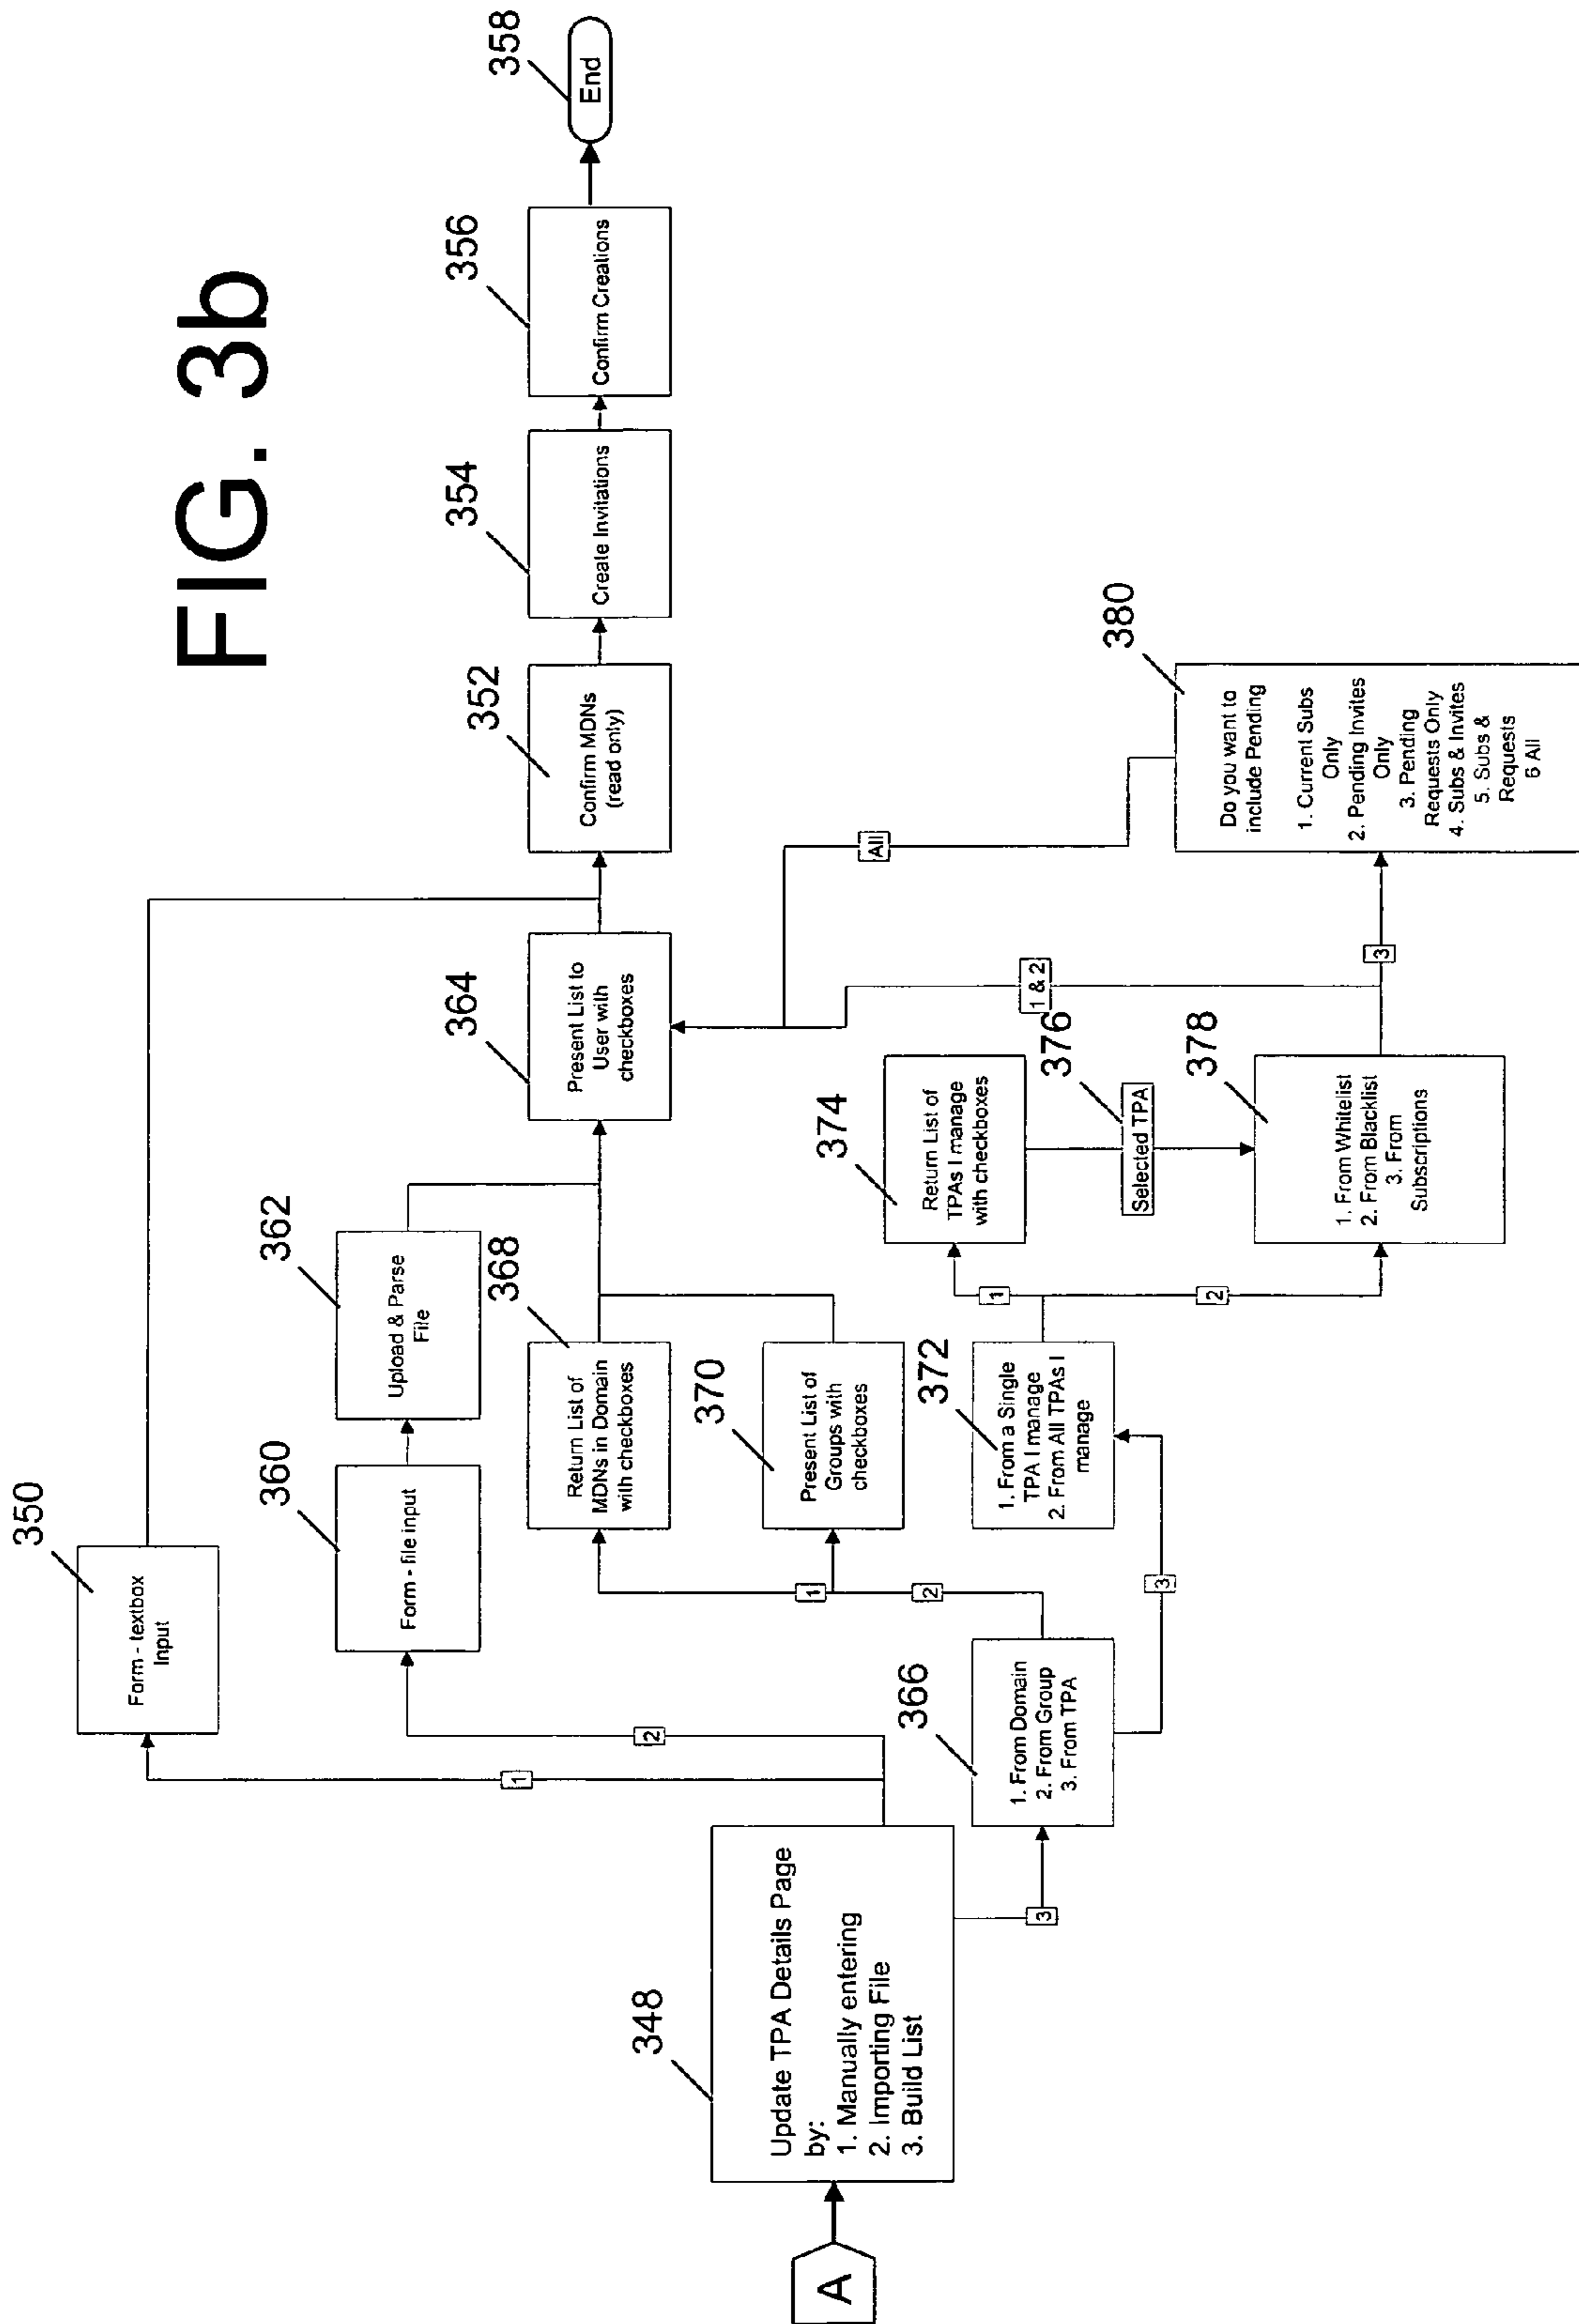 FIG. 3b
A
348
Update TPA Details Page
by:
1. Manually entering
2. Importing File
3. Build List
1
2
3
350
Form - textbox
Input
360
Form - file input
362
Upload & Parse
File
366
1. From Domain
2. From Group
3. From TPA
1
2
3
368
Return List of
MDNs in Domain
with checkboxes
370
Present List of
Groups with
checkboxes
372
1. From a Single
TPA I manage
2. From All TPAs I
manage
1
2
374
Return List of
TPAs I manage
with checkboxes
376
Selected TPA
378
1. From Whitelist
2. From Blacklist
3. From
Subscriptions
1 & 2
3
380
Do you want to
include Pending
1. Current Subs
Only
2. Pending Invites
Only
3. Pending
Requests Only
4. Subs & Invites
5. Subs &
Requests
6 All
All
364
Present List to
User with
checkboxes
352
Confirm MDNs
(read only)
354
Create Invitations
356
Confirm Creations
358
End